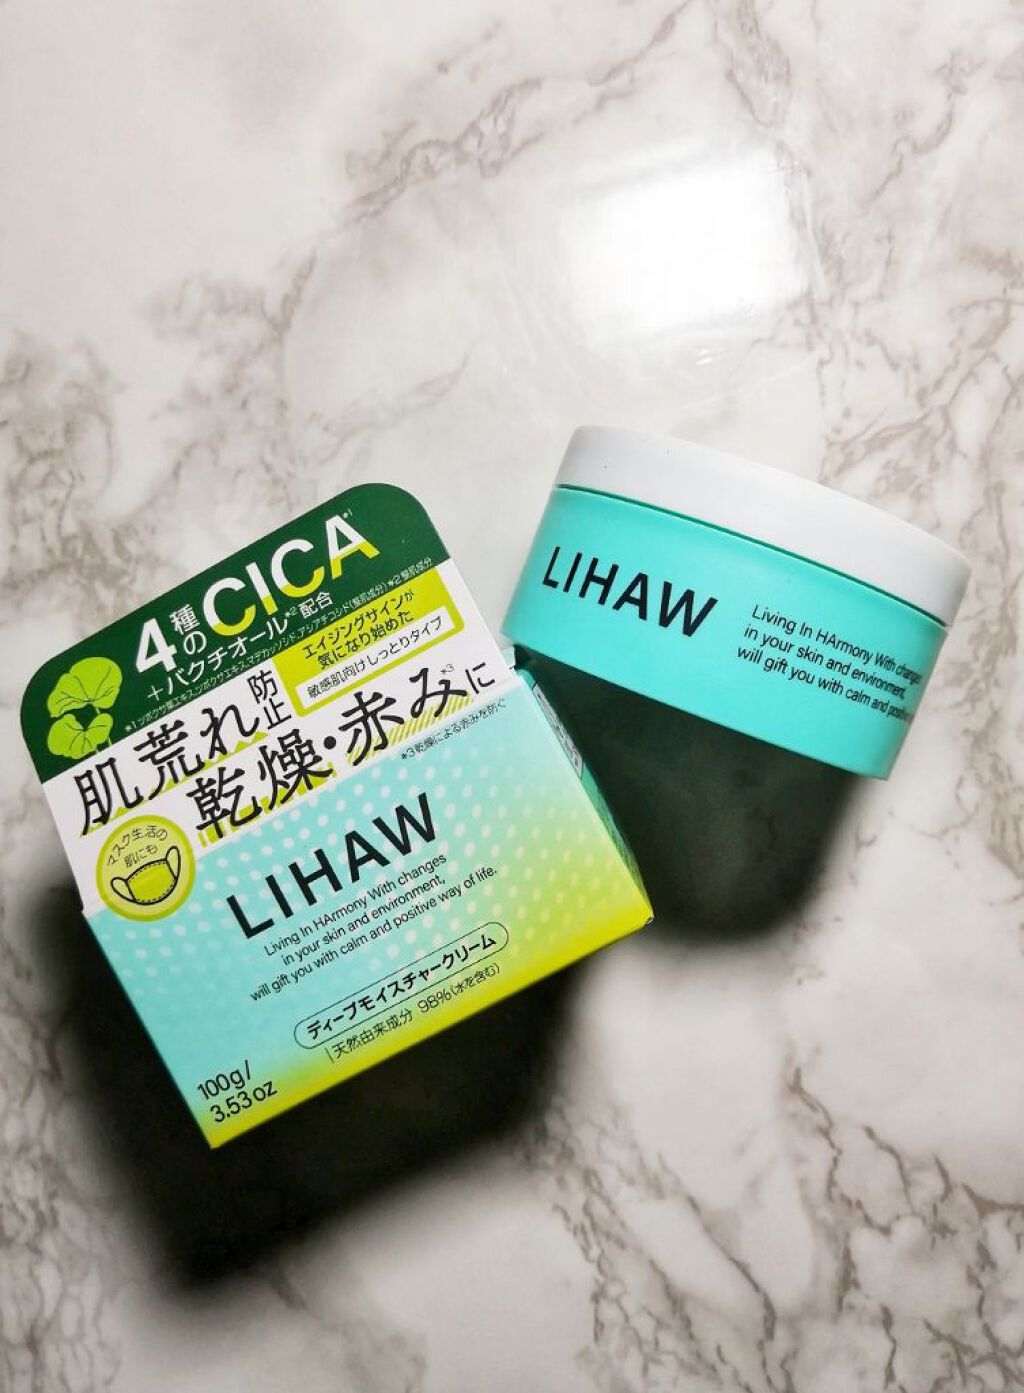 4種のCICA*1
+バクチオール*2配合
*1 ツボクサ葉エキス、ツボクサエキス、マデカッソシド、アシアチコシド(整肌成分) *2 整肌成分
エイジングサインが
気になり始めた
敏感肌向けしっとりタイプ
肌荒れ防止
乾燥・赤み*3に
*3 乾燥による赤みを防ぐ
マスク生活の
肌にも
LIHAW
Living In HArmony With changes
in your skin and environment,
will gift you with calm and positive way of life.
ディープモイスチャークリーム
天然由来成分 98%(水を含む)
100g/
3.53oz
LIHAW
Living In HArmony With changes
in your skin and environment,
will gift you with calm and positive